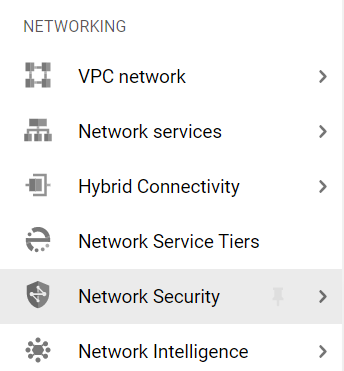 NETWORKING
VPC network
Network services
Hybrid Connectivity
Network Service Tiers
Network Security
Network Intelligence